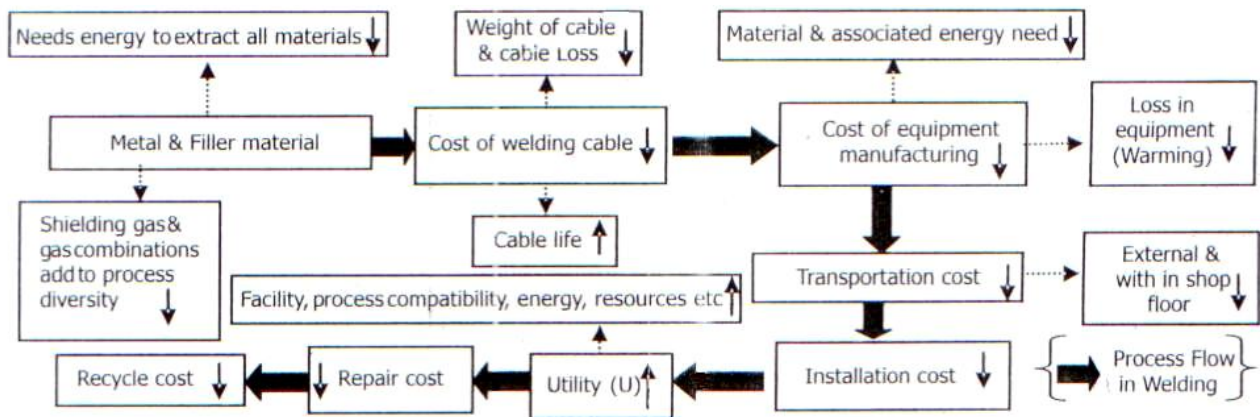 Needs energy to extract all materials
Weight of cable
& cable Loss
Material & associated energy need
Metal & Filler material
Cost of welding cable
Cost of equipment
manufacturing
Loss in
equipment
(Warming)
Shielding gas &
gas combinations
add to process
diversity
Cable life
Facility, process compatibility, energy, resources etc
Transportation cost
External &
with in shop
floor
Recycle cost
Repair cost
Utility (U)
Installation cost
Process Flow
in Welding